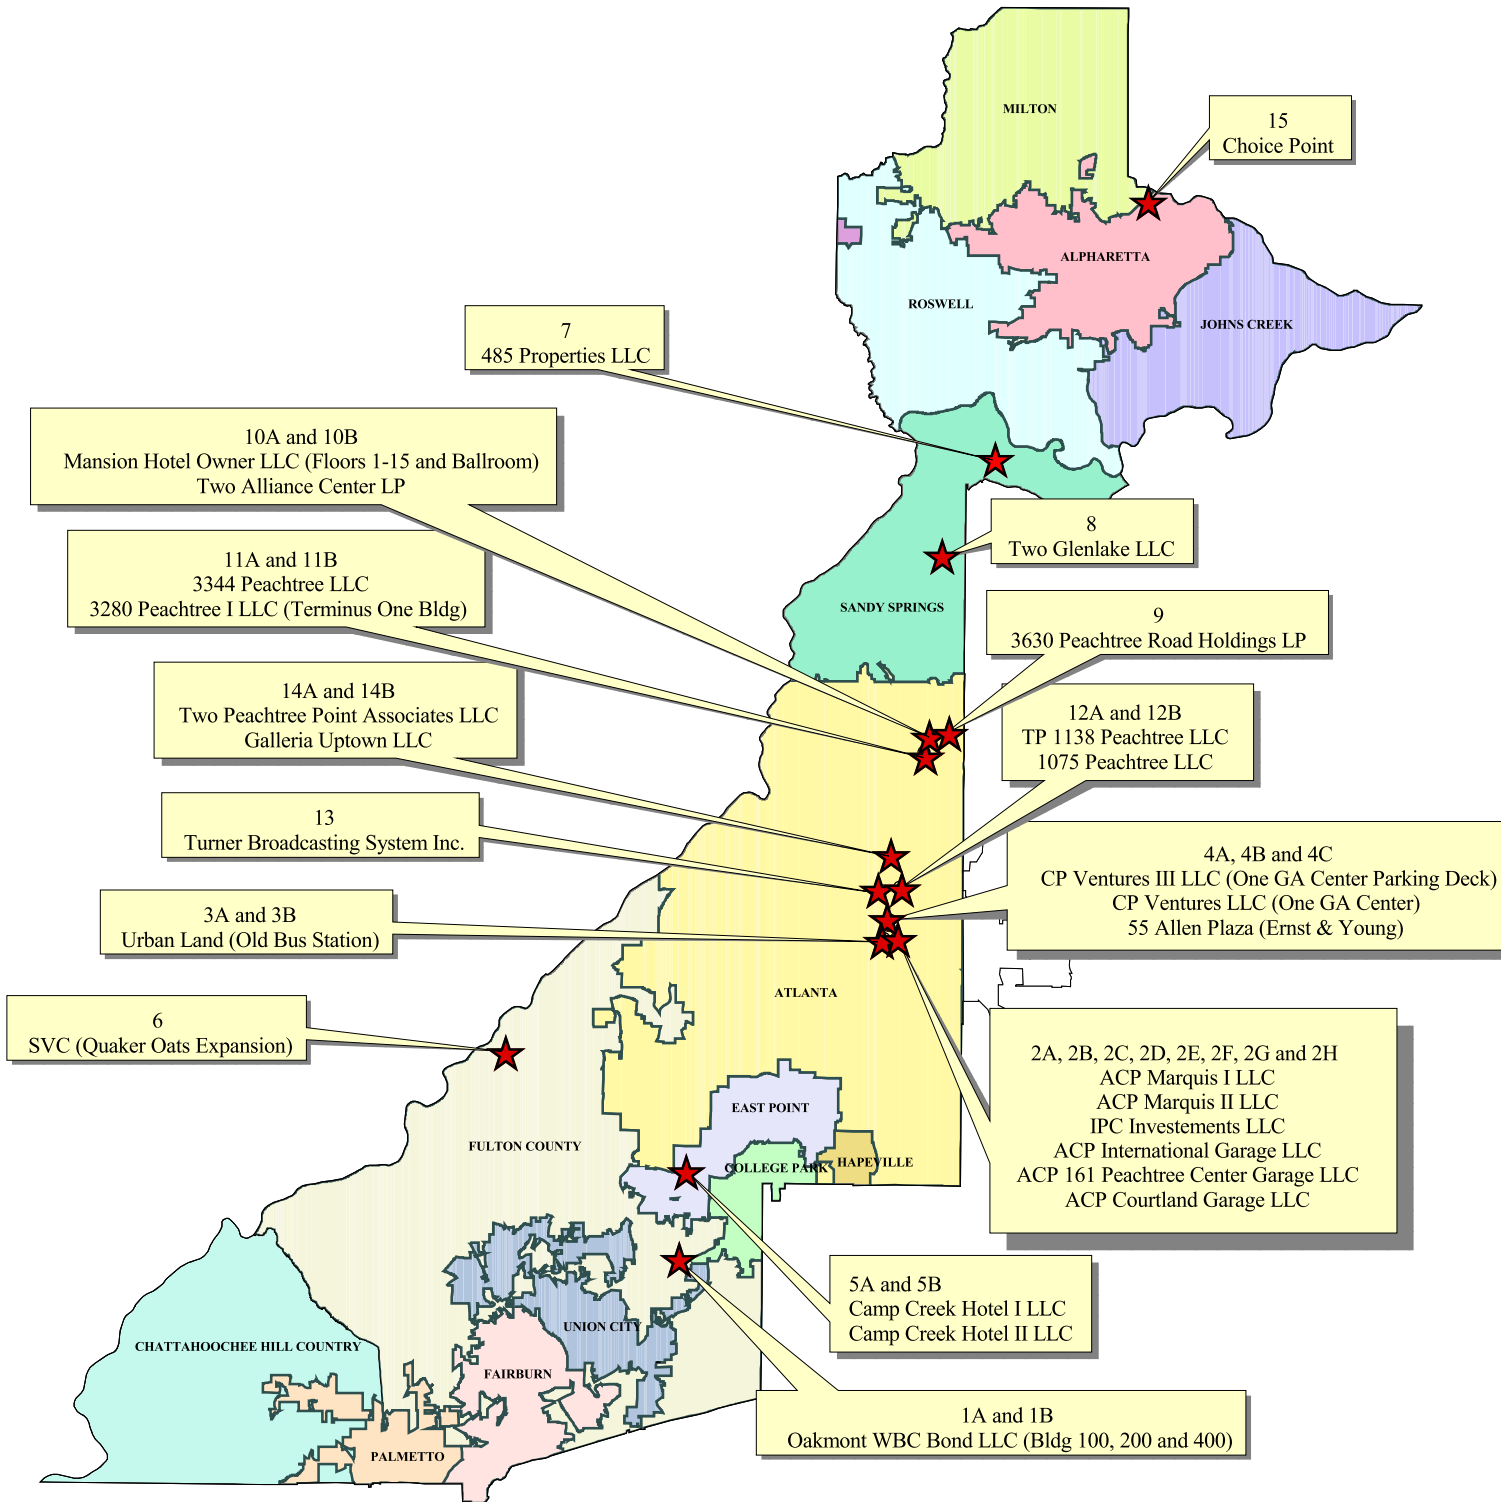 MILTON
15
Choice Point
ALPHARETTA
ROSWELL
JOHNS CREEK
7
485 Properties LLC
10A and 10B
Mansion Hotel Owner LLC (Floors 1-15 and Ballroom)
Two Alliance Center LP
8
Two Glenlake LLC
11A and 11B
3344 Peachtree LLC
3280 Peachtree I LLC (Terminus One Bldg)
SANDY SPRINGS
9
3630 Peachtree Road Holdings LP
14A and 14B
Two Peachtree Point Associates LLC
Galleria Uptown LLC
12A and 12B
TP 1138 Peachtree LLC
1075 Peachtree LLC
13
Turner Broadcasting System Inc.
4A, 4B and 4C
CP Ventures III LLC (One GA Center Parking Deck)
CP Ventures LLC (One GA Center)
55 Allen Plaza (Ernst & Young)
3A and 3B
Urban Land (Old Bus Station)
ATLANTA
6
SVC (Quaker Oats Expansion)
2A, 2B, 2C, 2D, 2E, 2F, 2G and 2H
ACP Marquis I LLC
ACP Marquis II LLC
IPC Investements LLC
ACP International Garage LLC
ACP 161 Peachtree Center Garage LLC
ACP Courtland Garage LLC
EAST POINT
FULTON COUNTY
COLLEGE PARK
HAPEVILLE
5A and 5B
Camp Creek Hotel I LLC
Camp Creek Hotel II LLC
UNION CITY
CHATTAHOOCHEE HILL COUNTRY
FAIRBURN
1A and 1B
Oakmont WBC Bond LLC (Bldg 100, 200 and 400)
PALMETTO